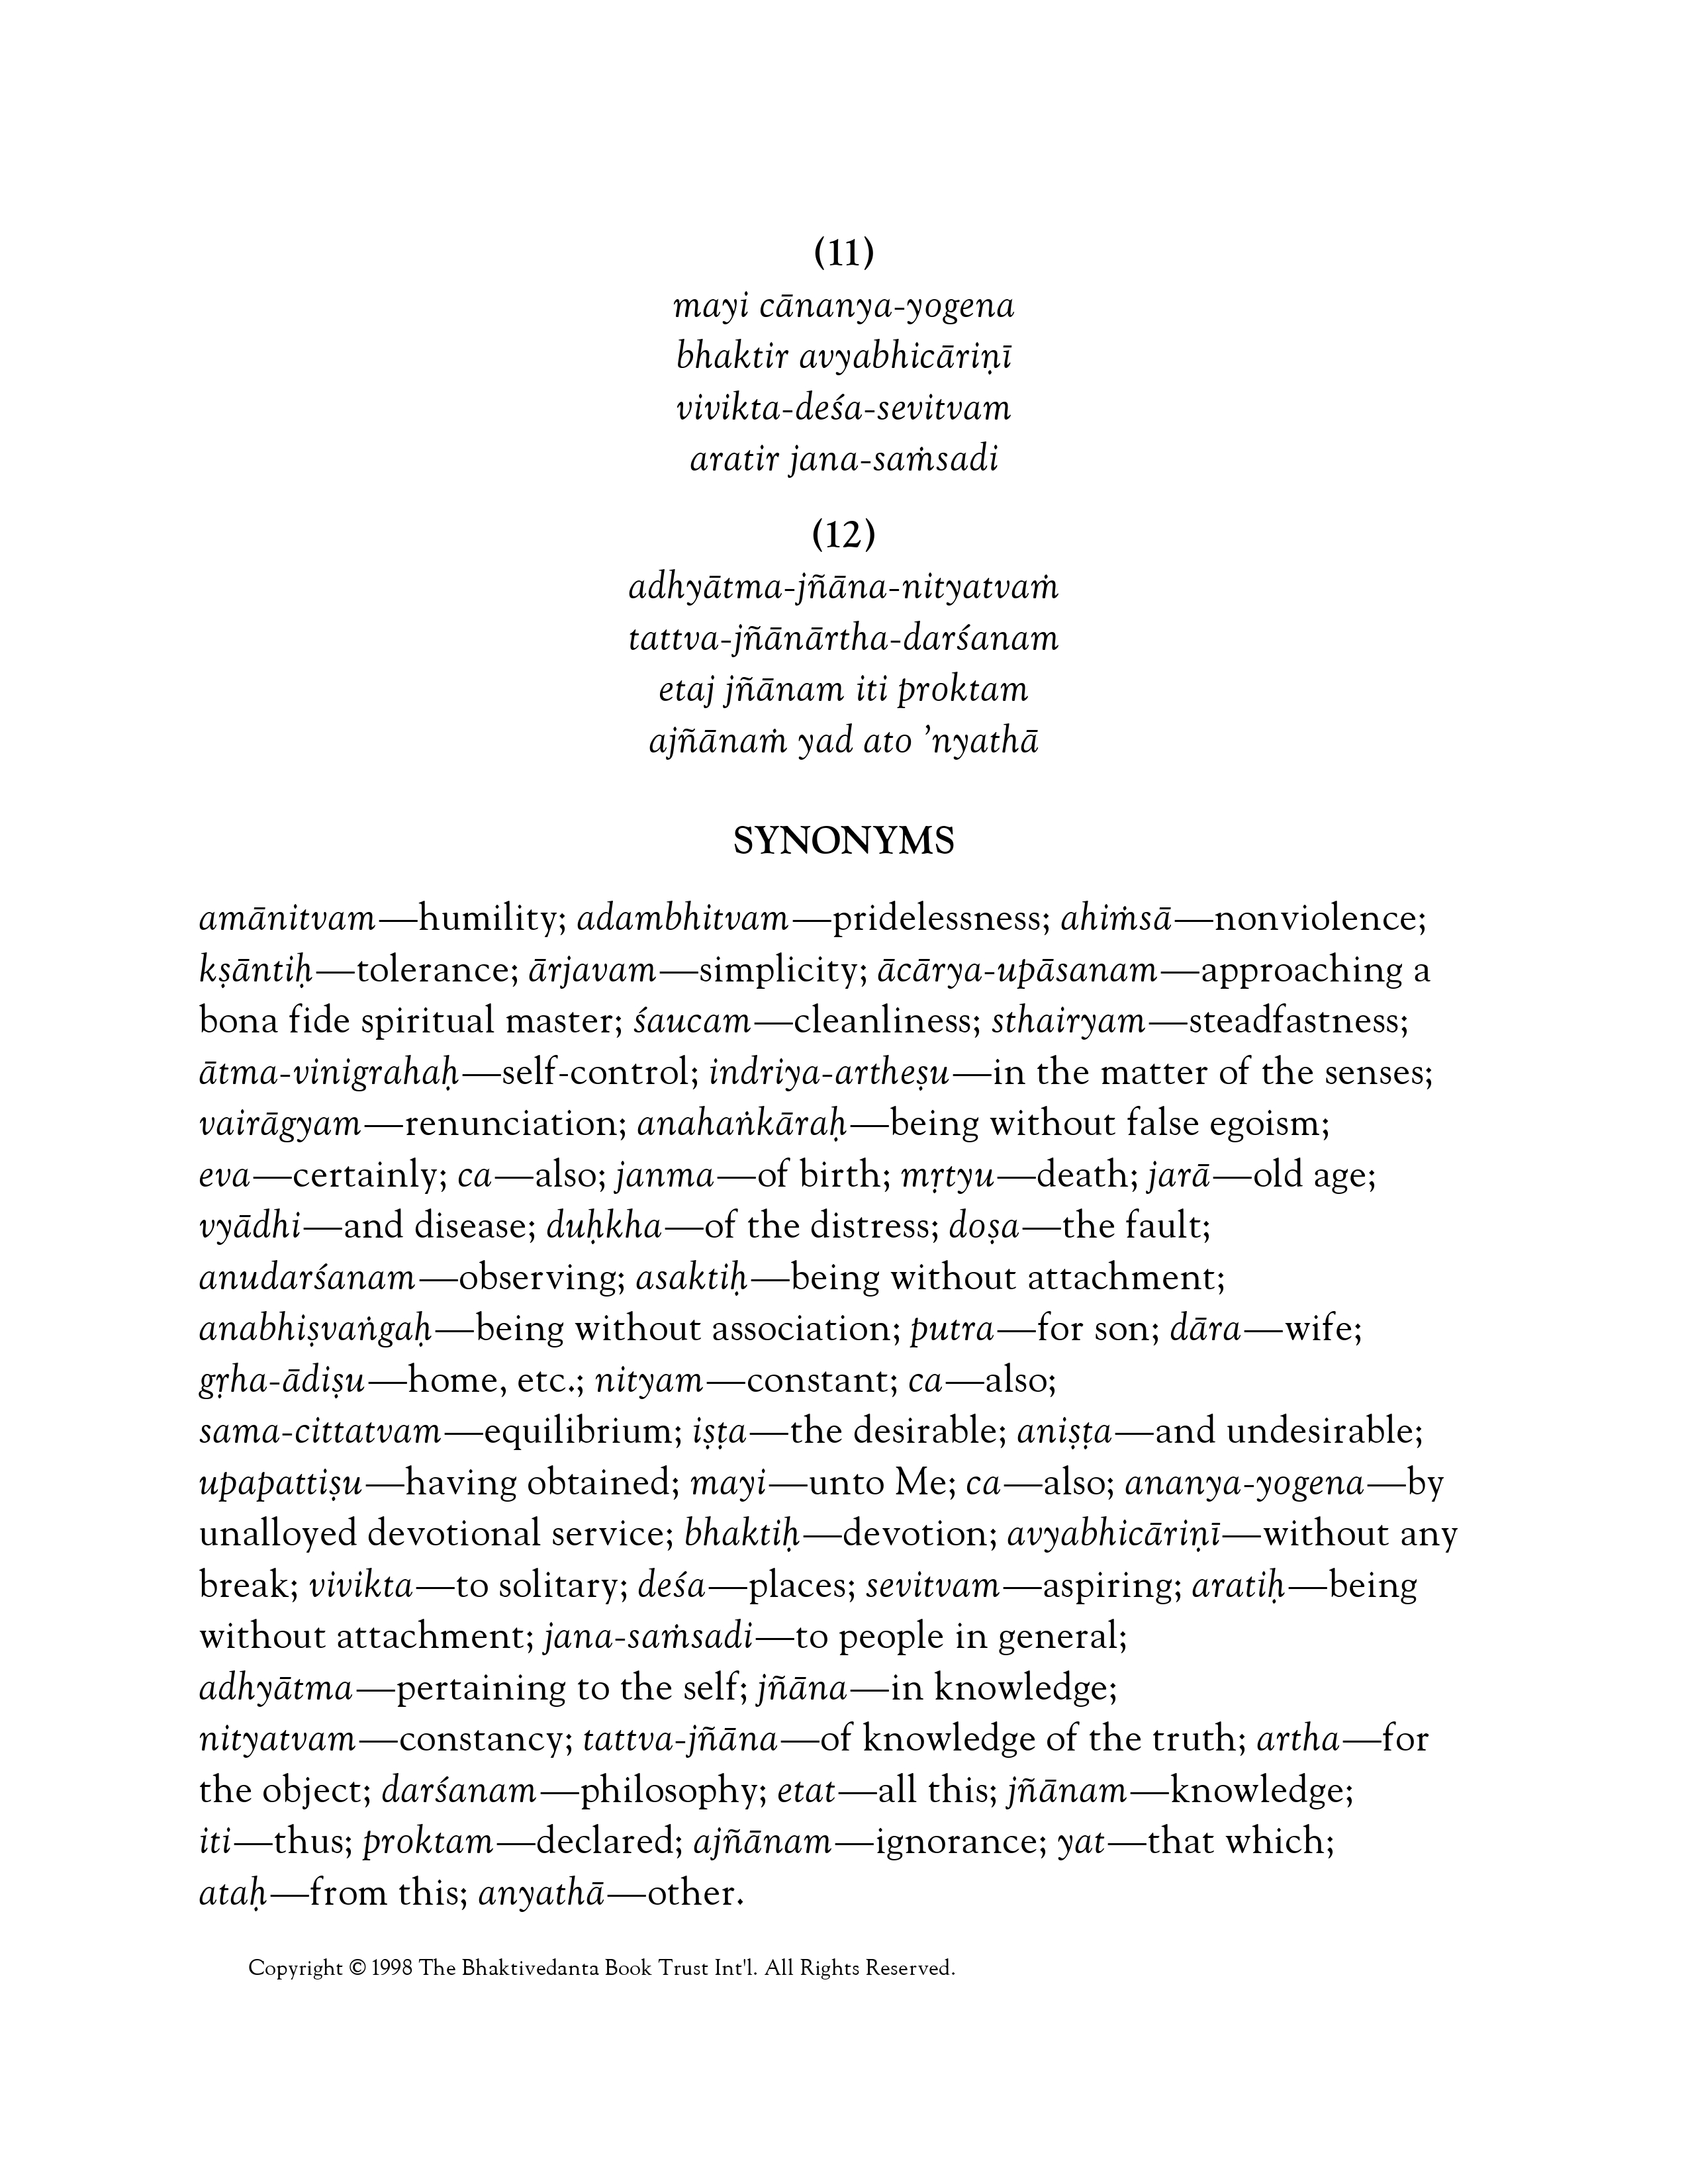 (11)
mayi cānanya-yogena
bhaktir avyabhicāriṇī
vivikta-deśa-sevitvam
aratir jana-saṁsadi
(12)
adhyātma-jñāna-nityatvaṁ
tattva-jñānārtha-darśanam
etaj jñānam iti proktam
ajñānaṁ yad ato ’nyathā
SYNONYMS
amānitvam—humility; adambhitvam—pridelessness; ahiṁsā—nonviolence;
kṣāntiḥ—tolerance; ārjavam—simplicity; ācārya-upāsanam—approaching a
bona fide spiritual master; śaucam—cleanliness; sthairyam—steadfastness;
ātma-vinigrahaḥ—self-control; indriya-artheṣu—in the matter of the senses;
vairāgyam—renunciation; anahaṅkāraḥ—being without false egoism;
eva—certainly; ca—also; janma—of birth; mṛtyu—death; jarā—old age;
vyādhi—and disease; duḥkha—of the distress; doṣa—the fault;
anudarśanam—observing; asaktiḥ—being without attachment;
anabhiṣvaṅgaḥ—being without association; putra—for son; dāra—wife;
gṛha-ādiṣu—home, etc.; nityam—constant; ca—also;
sama-cittatvam—equilibrium; iṣṭa—the desirable; aniṣṭa—and undesirable;
upapattiṣu—having obtained; mayi—unto Me; ca—also; ananya-yogena—by
unalloyed devotional service; bhaktiḥ—devotion; avyabhicāriṇī—without any
break; vivikta—to solitary; deśa—places; sevitvam—aspiring; aratiḥ—being
without attachment; jana-saṁsadi—to people in general;
adhyātma—pertaining to the self; jñāna—in knowledge;
nityatvam—constancy; tattva-jñāna—of knowledge of the truth; artha—for
the object; darśanam—philosophy; etat—all this; jñānam—knowledge;
iti—thus; proktam—declared; ajñānam—ignorance; yat—that which;
ataḥ—from this; anyathā—other.
Copyright © 1998 The Bhaktivedanta Book Trust Int'l. All Rights Reserved.